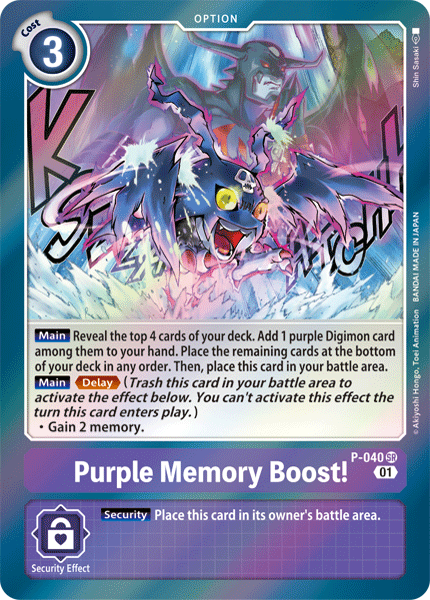 OPTION
Cost
3
Shin Sasaki
© Akiyoshi Hongo, Toei Animation BANDAI MADE IN JAPAN
Main Reveal the top 4 cards of your deck. Add 1 purple Digimon card
among them to your hand. Place the remaining cards at the bottom
of your deck in any order. Then, place this card in your battle area.
Main Delay (Trash this card in your battle area to
activate the effect below. You can't activate this effect the
turn this card enters play.)
• Gain 2 memory.
Purple Memory Boost!
P-040 SR
01
Security Place this card in its owner's battle area.
Security Effect